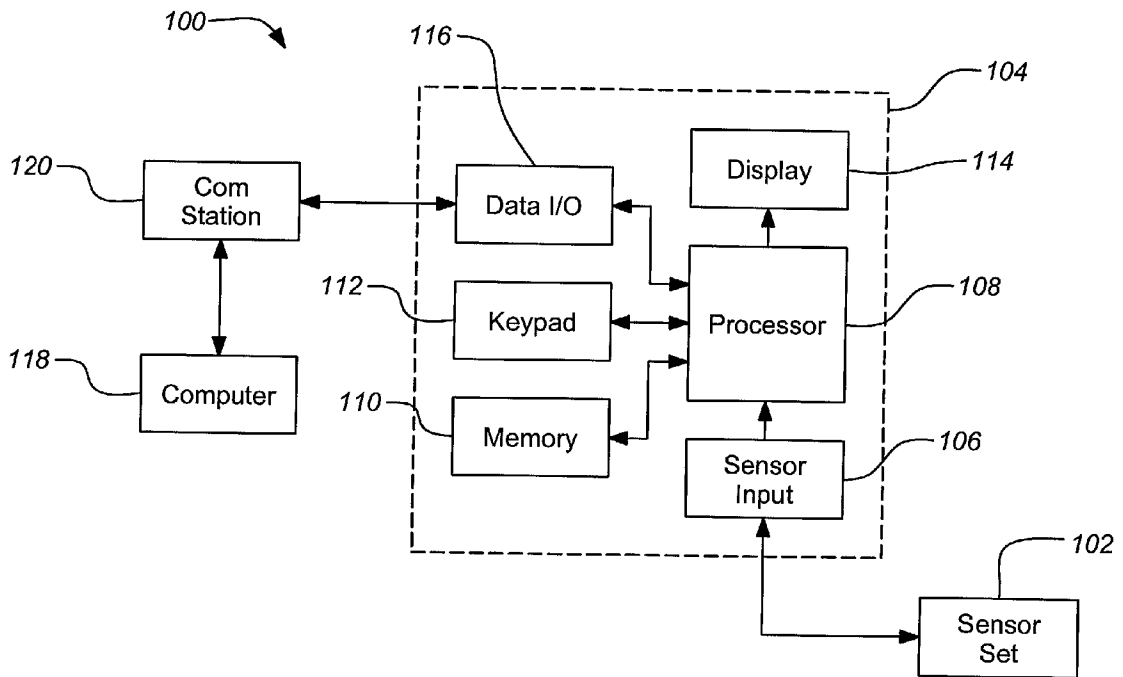 100
116
104
120
Com
Station
Data I/O
Display
114
112
Keypad
Processor
108
118
Computer
110
Memory
Sensor
Input
106
102
Sensor
Set